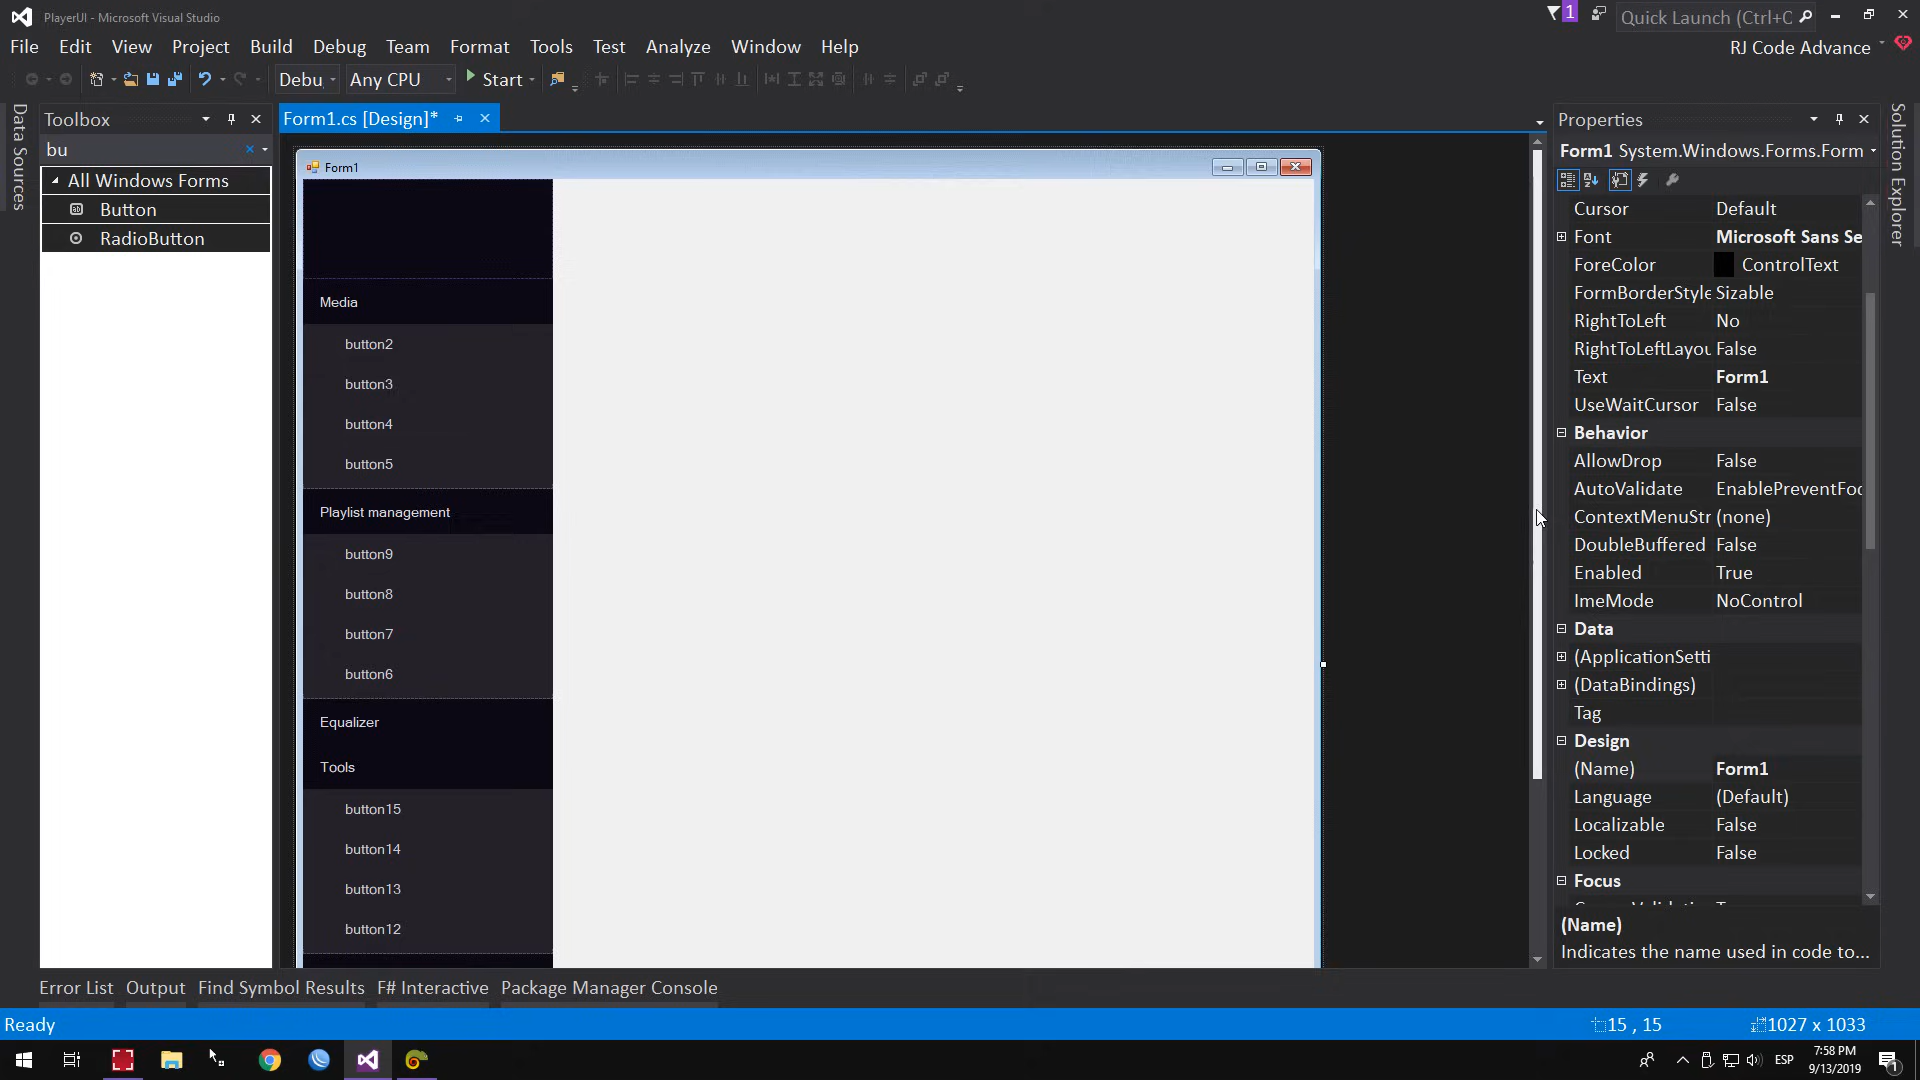 PlayerUI - Microsoft Visual Studio
1
Quick Launch (Ctrl+C
File Edit View Project Build Debug Team Format Tools Test Analyze Window Help
RJ Code Advance
Debu Any CPU Start
Data Sources
Toolbox
bu
All Windows Forms
Button
RadioButton
Form1.cs [Design]*
Form1
Media
button2
button3
button4
button5
Playlist management
button9
button8
button7
button6
Equalizer
Tools
button15
button14
button13
button12
Properties
Form1 System.Windows.Forms.Form
Cursor Default
Font Microsoft Sans Se
ForeColor ControlText
FormBorderStyle Sizable
RightToLeft No
RightToLeftLayou False
Text Form1
UseWaitCursor False
Behavior
AllowDrop False
AutoValidate EnablePreventFoc
ContextMenuStr (none)
DoubleBuffered False
Enabled True
ImeMode NoControl
Data
(ApplicationSetti
(DataBindings)
Tag
Design
(Name) Form1
Language (Default)
Localizable False
Locked False
Focus
(Name)
Indicates the name used in code to...
Solution Explorer
Error List Output Find Symbol Results F# Interactive Package Manager Console
Ready
15 , 15
1027 x 1033
ESP
7:58 PM
9/13/2019
1